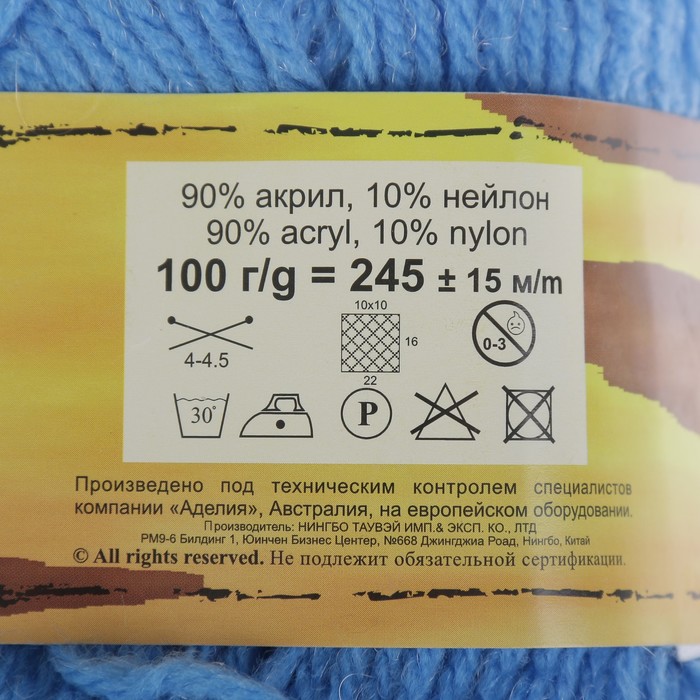 90% акрил, 10% нейлон
90% acryl, 10% nylon
100 г/g = 245 ± 15 м/m
10x10
16
22
4-4.5
0-3
30°
P
Произведено под техническим контролем специалистов
компании «Аделия», Австралия, на европейском оборудовании.
Производитель: НИНГБО ТАУВЭЙ ИМП.& ЭКСП. КО., ЛТД
РМ9-6 Билдинг 1, Юинчен Бизнес Центер, №668 Джингджиа Роад, Нингбо, Китай
© All rights reserved. Не подлежит обязательной сертификации.